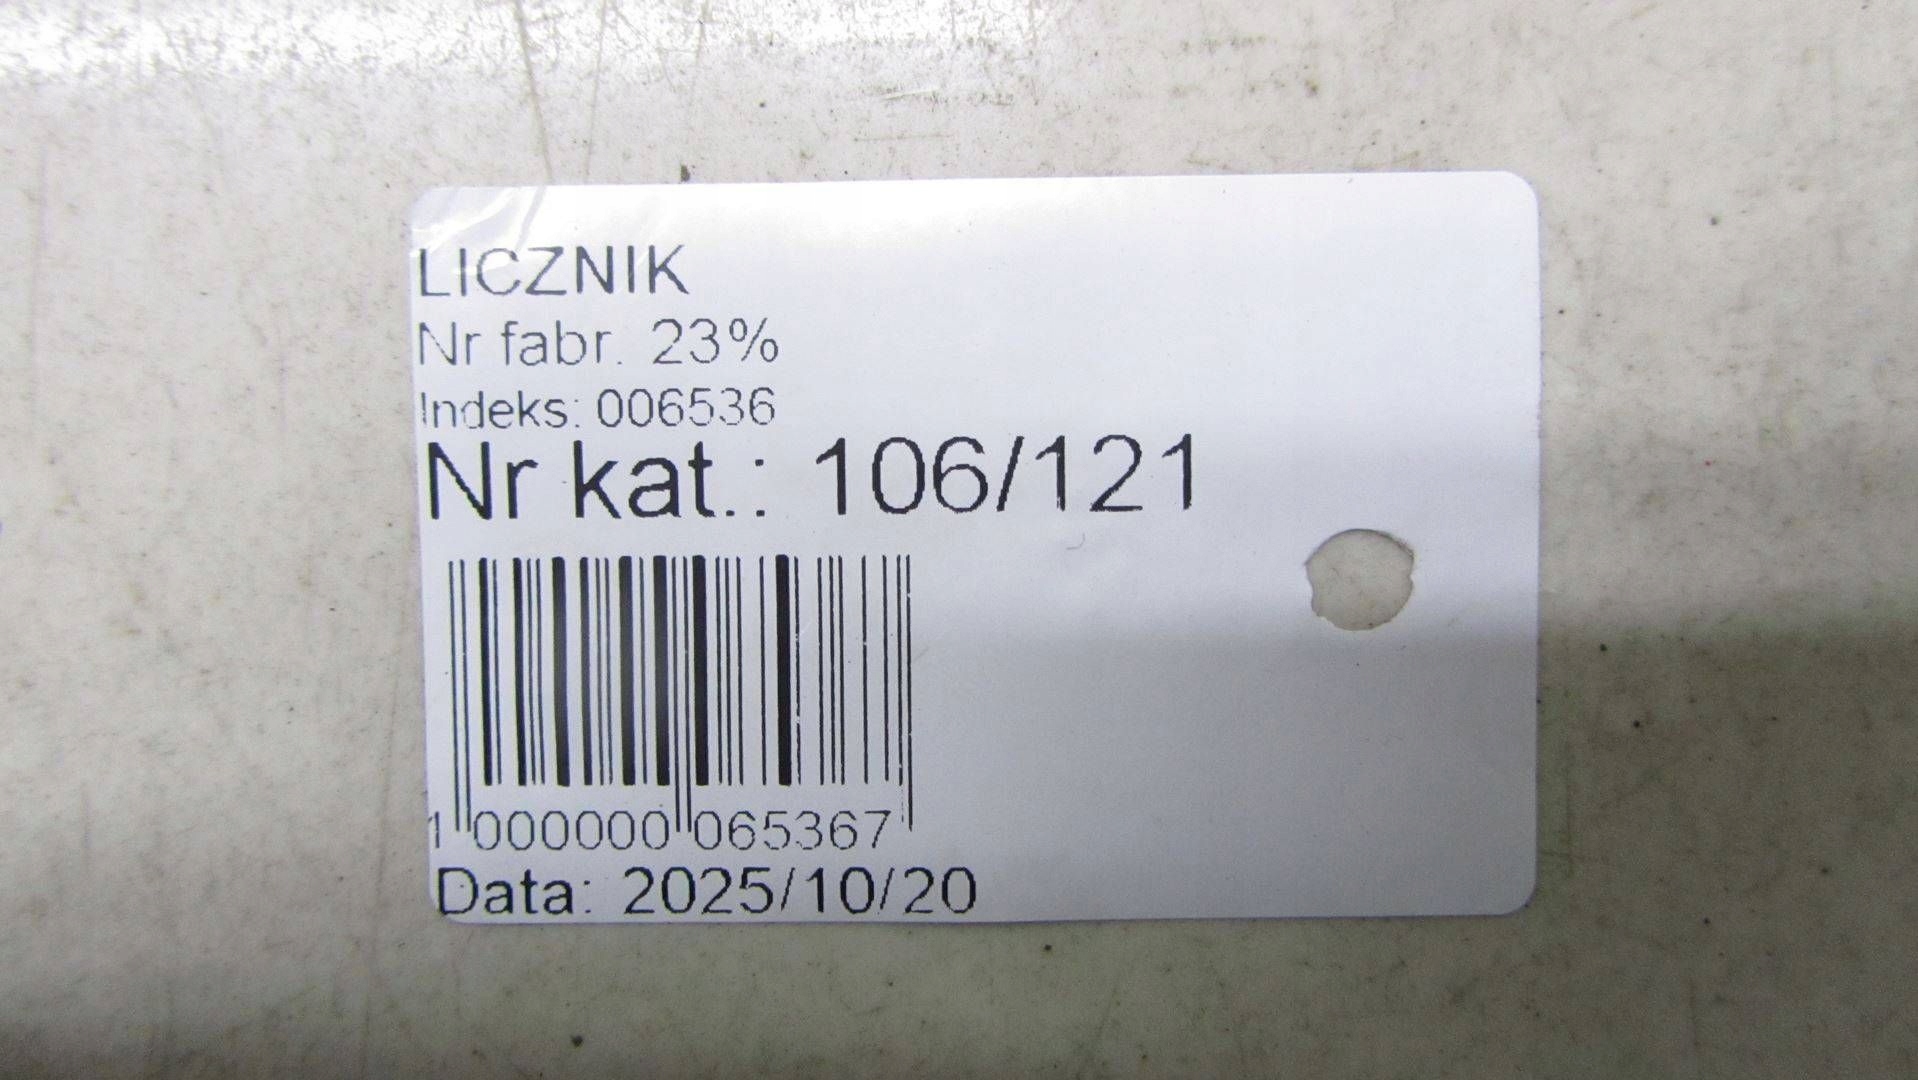 LICZNIK
Nr fabr. 23%
Indeks: 006536
Nr kat.: 106/121
1 000000 065367
Data: 2025/10/20